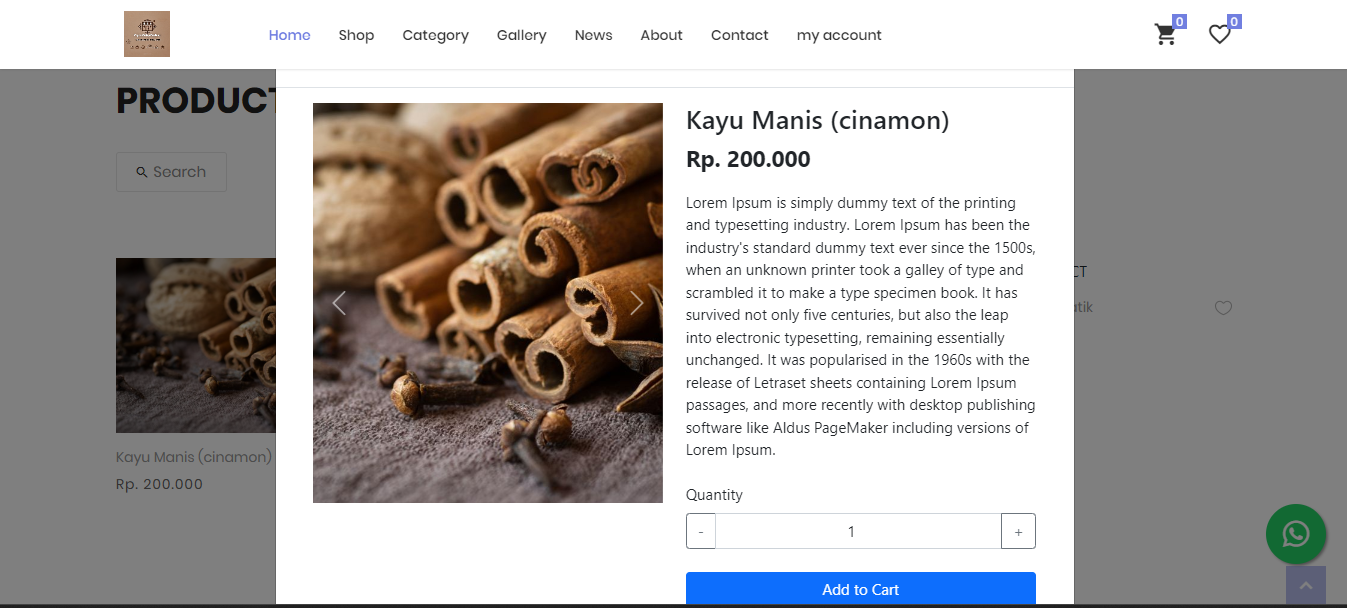 Home Shop Category Gallery News About Contact my account 0 0
PRODUCT
Search
Kayu Manis (cinamon)
Rp. 200.000
Kayu Manis (cinamon)
Rp. 200.000
Lorem Ipsum is simply dummy text of the printing
and typesetting industry. Lorem Ipsum has been the
industry's standard dummy text ever since the 1500s,
when an unknown printer took a galley of type and
scrambled it to make a type specimen book. It has
survived not only five centuries, but also the leap
into electronic typesetting, remaining essentially
unchanged. It was popularised in the 1960s with the
release of Letraset sheets containing Lorem Ipsum
passages, and more recently with desktop publishing
software like Aldus PageMaker including versions of
Lorem Ipsum.
Quantity
- 1 +
Add to Cart
CT
atik